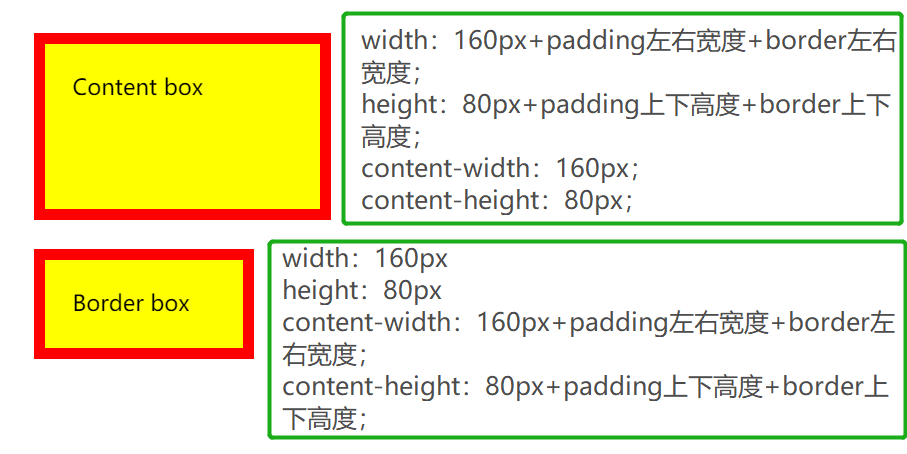 Content box
width：160px+padding左右宽度+border左右
宽度；
height：80px+padding上下高度+border上下
高度；
content-width：160px；
content-height：80px；
Border box
width：160px
height：80px
content-width：160px+padding左右宽度+border左
右宽度；
content-height：80px+padding上下高度+border上
下高度；